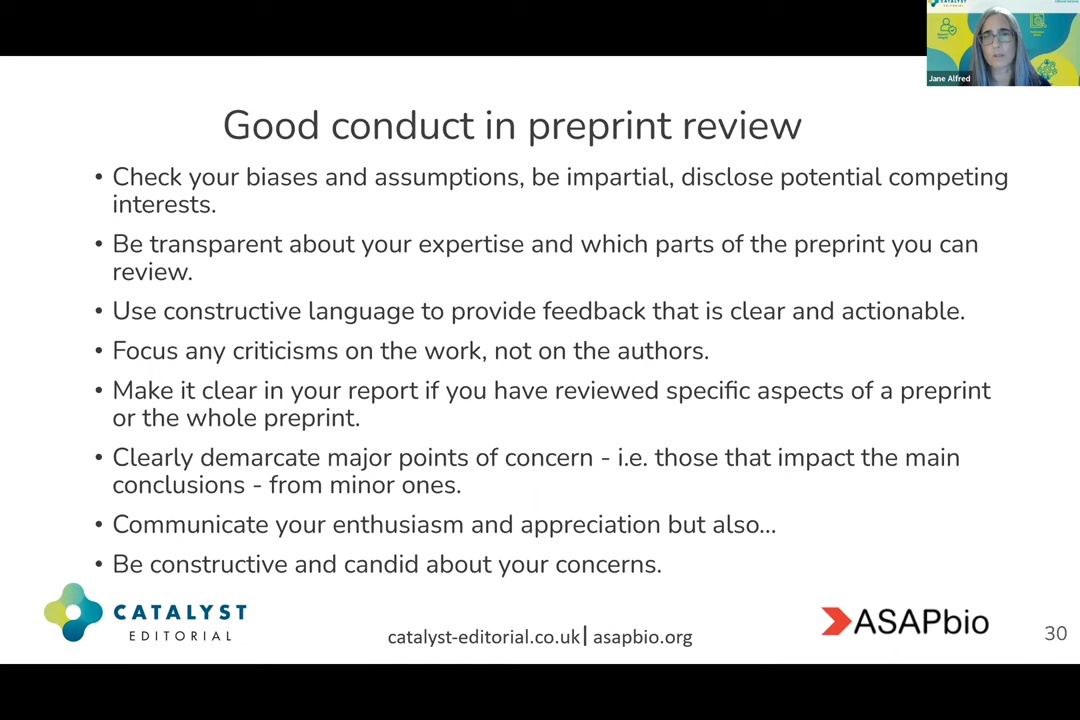 CATALYST
EDITORIAL
Jane Alfred
Good conduct in preprint review
• Check your biases and assumptions, be impartial, disclose potential competing
interests.
• Be transparent about your expertise and which parts of the preprint you can
review.
• Use constructive language to provide feedback that is clear and actionable.
• Focus any criticisms on the work, not on the authors.
• Make it clear in your report if you have reviewed specific aspects of a preprint
or the whole preprint.
• Clearly demarcate major points of concern - i.e. those that impact the main
conclusions - from minor ones.
• Communicate your enthusiasm and appreciation but also...
• Be constructive and candid about your concerns.
CATALYST
EDITORIAL
catalyst-editorial.co.uk| asapbio.org
ASAPbio
30